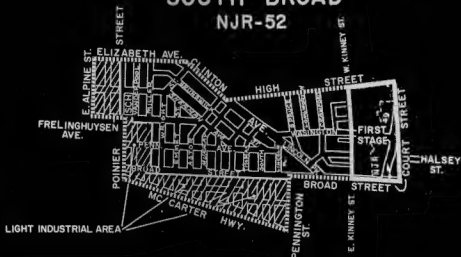 SOUTH BROAD
NJR-52
STREET
ELIZABETH AVE.
E. ALPINE ST.
CLINTON
AVE.
HIGH STREET
W. KINNEY ST.
FIRST
STAGE
COURT STREET
HALSEY
ST.
FRELINGHUYSEN
AVE.
POINIER
PENN
BROAD STREET
BROAD STREET
MC CARTER HWY.
PENNINGTON
ST.
E. KINNEY ST.
LIGHT INDUSTRIAL AREA